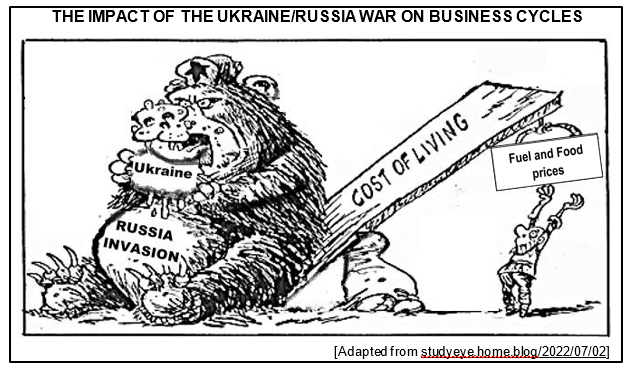 THE IMPACT OF THE UKRAINE/RUSSIA WAR ON BUSINESS CYCLES
Ukraine
RUSSIA
INVASION
COST OF LIVING
Fuel and Food
prices
[Adapted from studyeye.home.blog/2022/07/02]